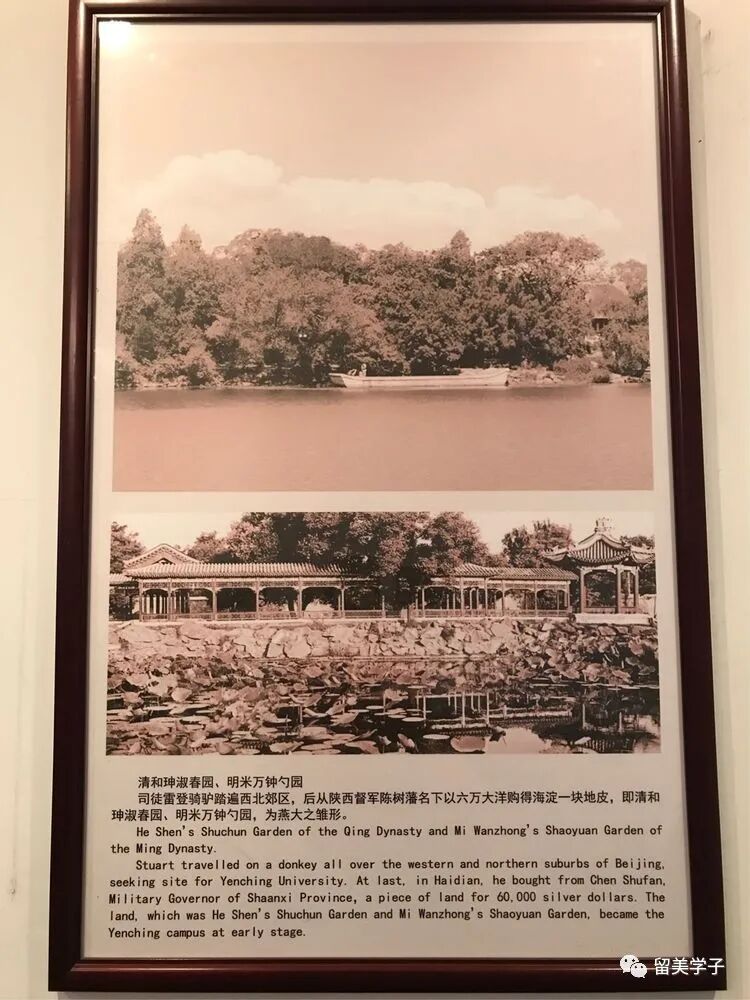 清和珅淑春园、明米万钟勺园
司徒雷登骑驴踏遍西北郊区，后从陕西督军陈树藩名下以六万大洋购得海淀一块地皮，即清和
珅淑春园、明米万钟勺园，为燕大之雏形。
He Shen's Shuchun Garden of the Qing Dynasty and Mi Wanzhong's Shaoyuan Garden of
the Ming Dynasty.
Stuart travelled on a donkey all over the western and northern suburbs of Beijing,
seeking site for Yenching University. At last, in Haidian, he bought from Chen Shufan,
Military Governor of Shaanxi Province, a piece of land for 60,000 silver dollars. The
land, which was He Shen's Shuchun Garden and Mi Wanzhong's Shaoyuan Garden, became the
Yenching campus at early stage.
留美学子